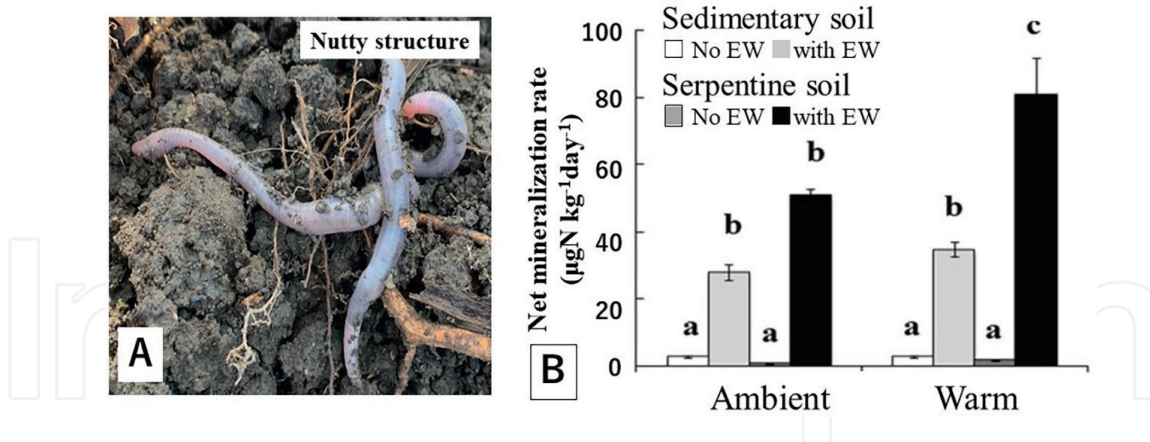 Nutty structure
A
Net mineralization rate
(µgN kg⁻¹day⁻¹)
100
80
60
40
20
0
Sedimentary soil
No EW with EW
Serpentine soil
No EW with EW
a
b
a
b
a
b
a
c
Ambient
Warm
B